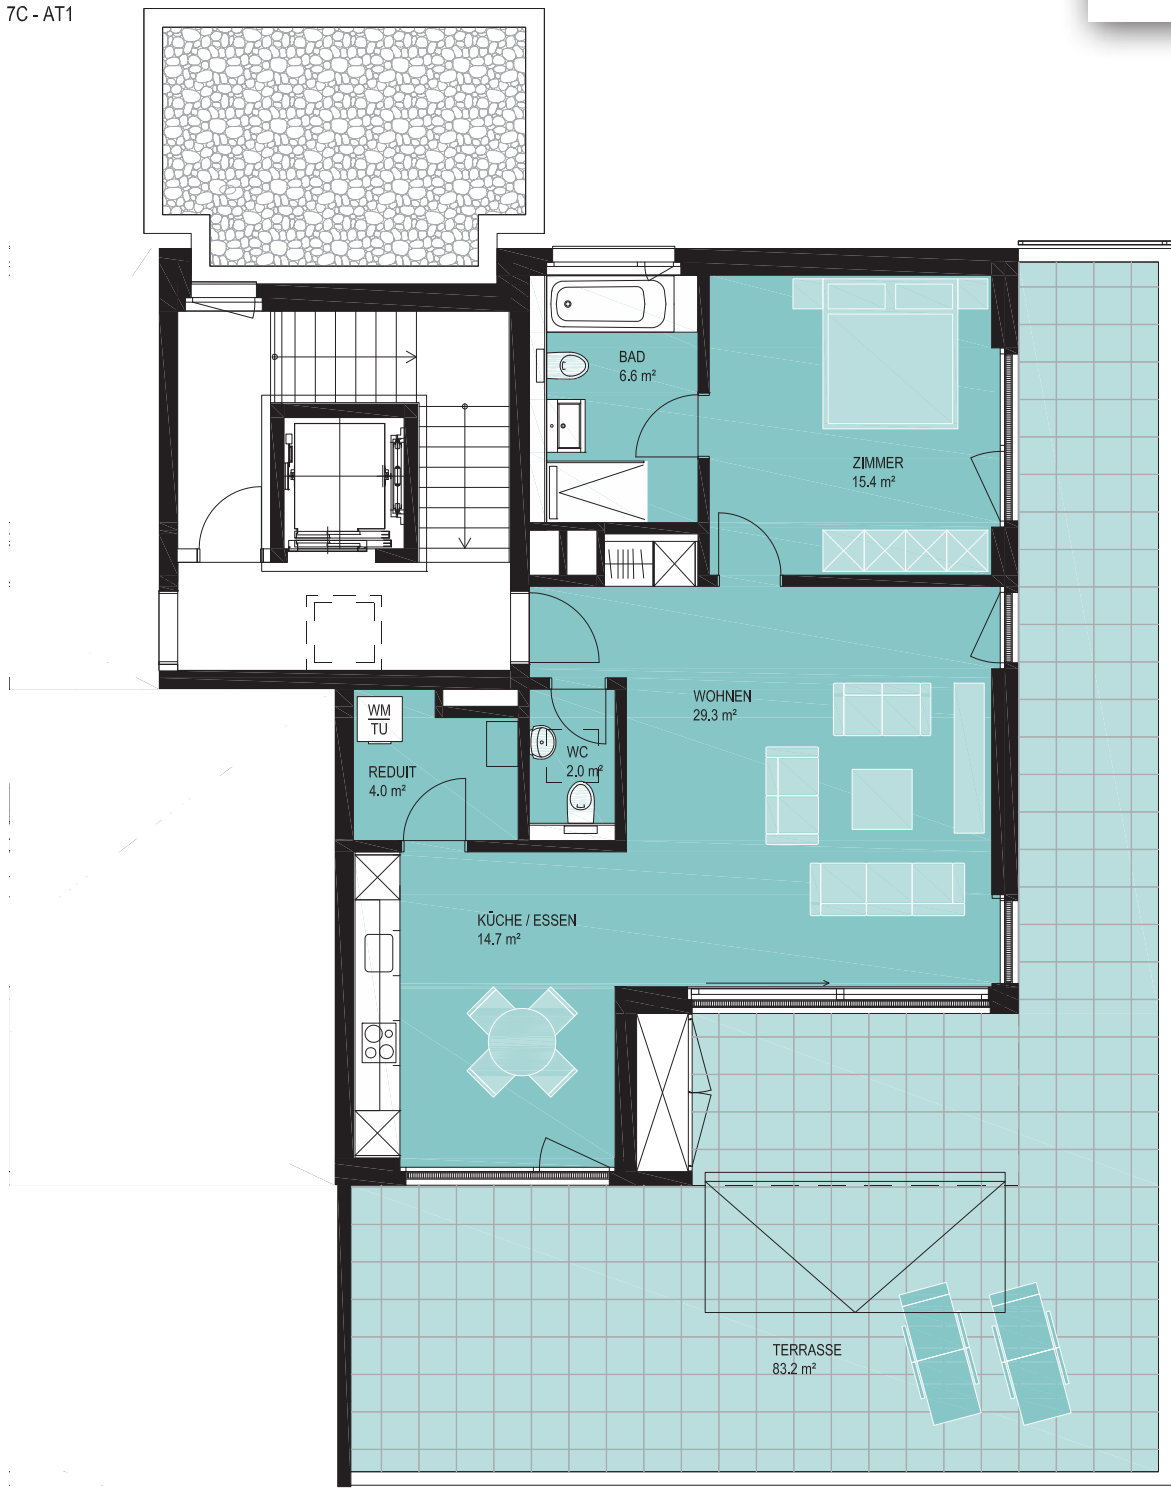 7C - AT1
BAD
6.6 m²
ZIMMER
15.4 m²
WOHNEN
29.3 m²
WM
TU
REDUIT
4.0 m²
WC
2.0 m²
KÜCHE / ESSEN
14.7 m²
TERRASSE
83.2 m²